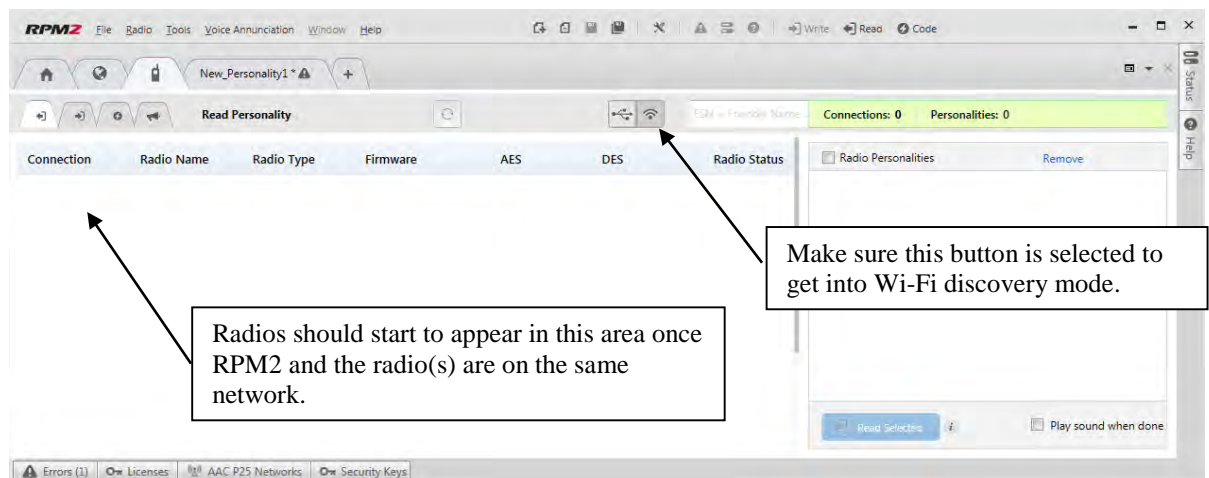 RPM2 File Radio Tools Voice Annunciation Window Help Write Read Code
New_Personality1 * +
Status
Help
Read Personality ESN or Friendly Name Connections: 0 Personalities: 0
Connection Radio Name Radio Type Firmware AES DES Radio Status Radio Personalities Remove
Make sure this button is selected to
get into Wi-Fi discovery mode.
Radios should start to appear in this area once
RPM2 and the radio(s) are on the same
network.
Read Selected i Play sound when done
Errors (1) Licenses AAC P25 Networks Security Keys